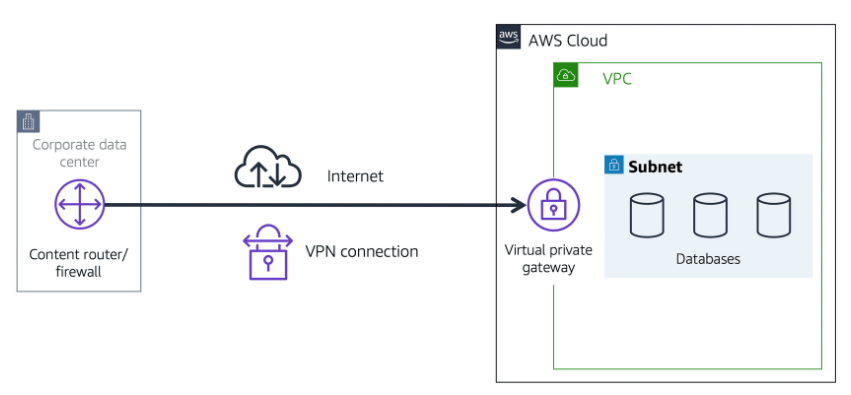 aws
AWS Cloud
VPC
Corporate data
center
Internet
Subnet
Content router/
firewall
VPN connection
Virtual private
gateway
Databases